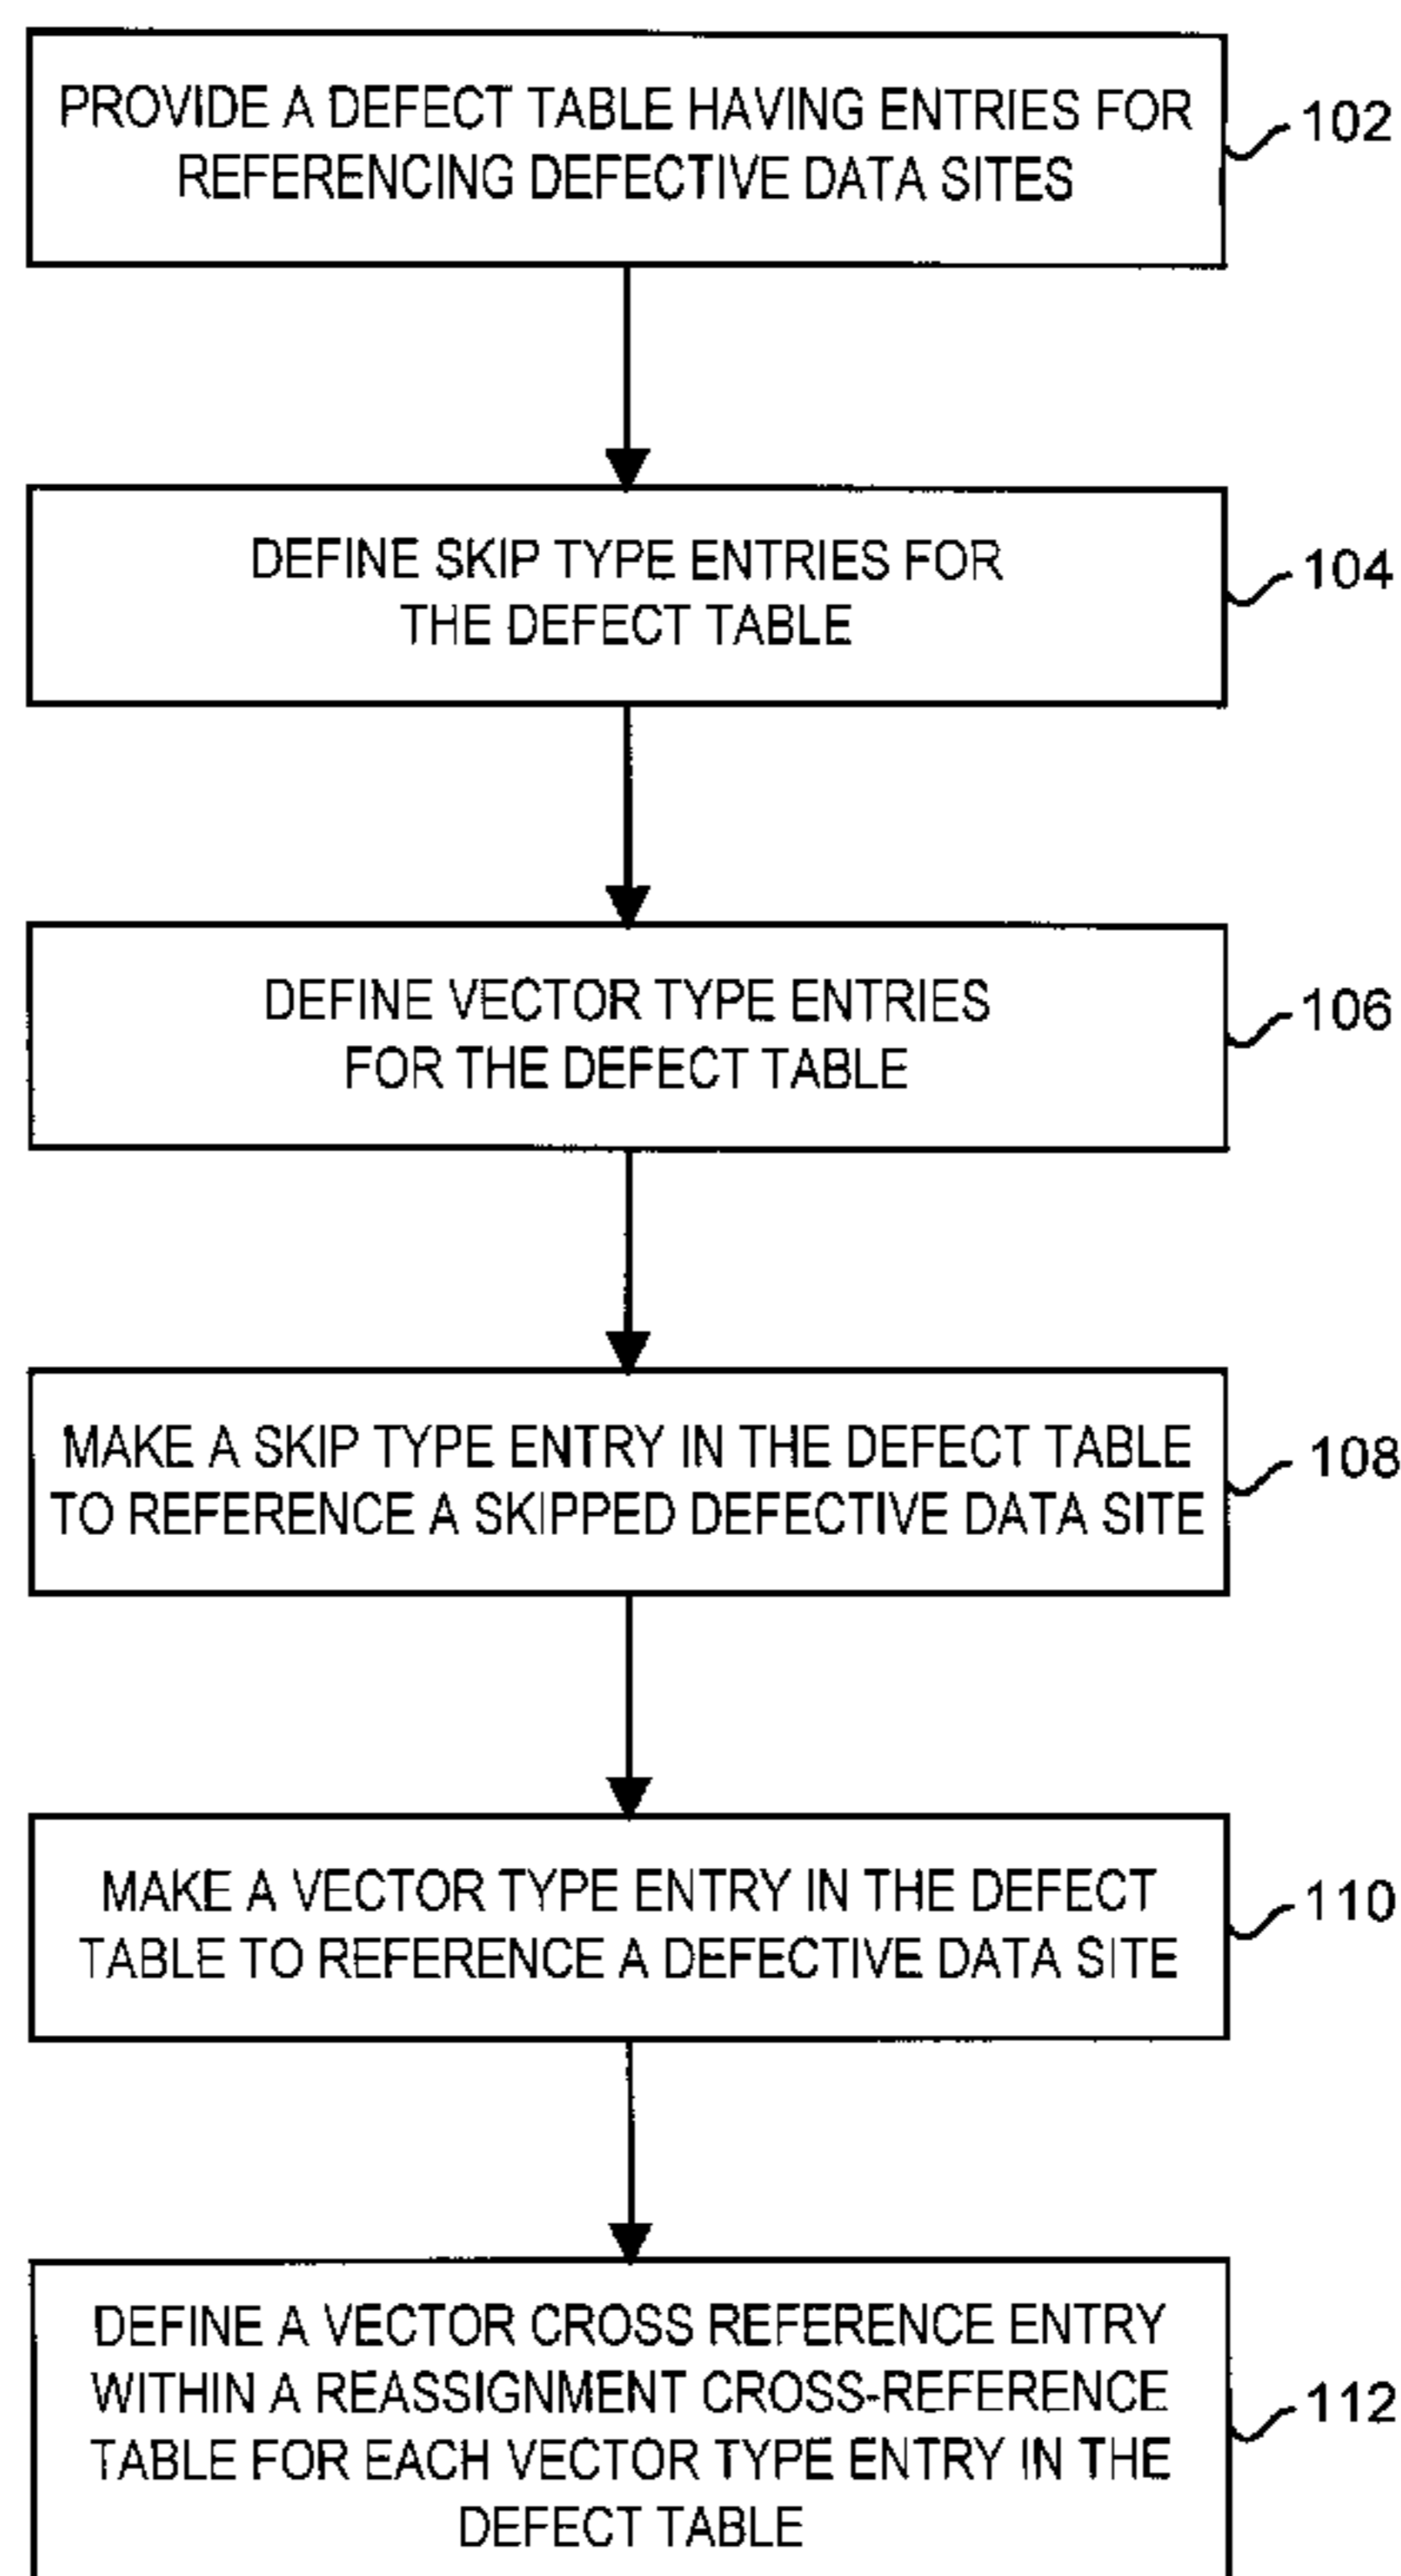 PROVIDE A DEFECT TABLE HAVING ENTRIES FOR
REFERENCING DEFECTIVE DATA SITES
102
DEFINE SKIP TYPE ENTRIES FOR
THE DEFECT TABLE
104
DEFINE VECTOR TYPE ENTRIES
FOR THE DEFECT TABLE
106
MAKE A SKIP TYPE ENTRY IN THE DEFECT TABLE
TO REFERENCE A SKIPPED DEFECTIVE DATA SITE
108
MAKE A VECTOR TYPE ENTRY IN THE DEFECT
TABLE TO REFERENCE A DEFECTIVE DATA SITE
110
DEFINE A VECTOR CROSS REFERENCE ENTRY
WITHIN A REASSIGNMENT CROSS-REFERENCE
TABLE FOR EACH VECTOR TYPE ENTRY IN THE
DEFECT TABLE
112